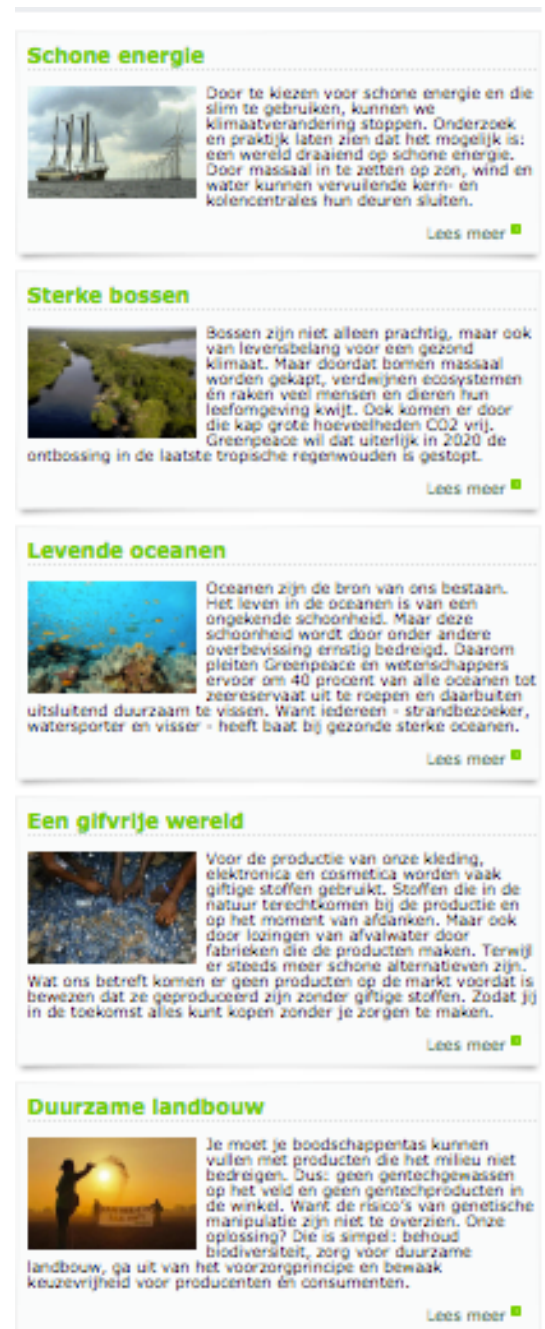 Schone energie
Door te kiezen voor schone energie en die
slim te gebruiken, kunnen we
klimaatverandering stoppen. Onderzoek
en praktijk laten zien dat het mogelijk is:
een wereld draaiend op schone energie.
Door massaal in te zetten op zon, wind en
water kunnen vervuilende kern- en
kolencentrales hun deuren sluiten.
Lees meer
Sterke bossen
Bossen zijn niet alleen prachtig, maar ook
van levensbelang voor een gezond
klimaat. Maar doordat bomen massaal
worden gekapt, verdwijnen ecosystemen
én raken veel mensen en dieren hun
leefomgeving kwijt. Ook komen er door
die kap grote hoeveelheden CO2 vrij.
Greenpeace wil dat uiterlijk in 2020 de
ontbossing in de laatste tropische regenwouden is gestopt.
Lees meer
Levende oceanen
Oceanen zijn de bron van ons bestaan.
Het leven in de oceanen is van een
ongekende schoonheid. Maar deze
schoonheid wordt door onder andere
overbevissing ernstig bedreigd. Daarom
pleiten Greenpeace en wetenschappers
ervoor om 40 procent van alle oceanen tot
zeereservaat uit te roepen en daarbuiten
uitsluitend duurzaam te vissen. Want iedereen - strandbezoeker,
watersporter en visser - heeft baat bij gezonde sterke oceanen.
Lees meer
Een gifvrije wereld
Voor de productie van onze kleding,
elektronica en cosmetica worden vaak
giftige stoffen gebruikt. Stoffen die in de
natuur terechtkomen bij de productie en
op het moment van afdanken. Maar ook
door lozingen van afvalwater door
fabrieken die de producten maken. Terwijl
er steeds meer schone alternatieven zijn.
Wat ons betreft komen er geen producten op de markt voordat is
bewezen dat ze geproduceerd zijn zonder giftige stoffen. Zodat jij
in de toekomst alles kunt kopen zonder je zorgen te maken.
Lees meer
Duurzame landbouw
Je moet je boodschappentas kunnen
vullen met producten die het milieu niet
bedreigen. Dus: geen gentechgewassen
op het veld en geen gentechproducten in
de winkel. Want de risico's van genetische
manipulatie zijn niet te overzien. Onze
oplossing? Die is simpel: behoud
biodiversiteit, zorg voor duurzame
landbouw, ga uit van het voorzorgprincipe en bewaak
keuzevrijheid voor producenten én consumenten.
Lees meer